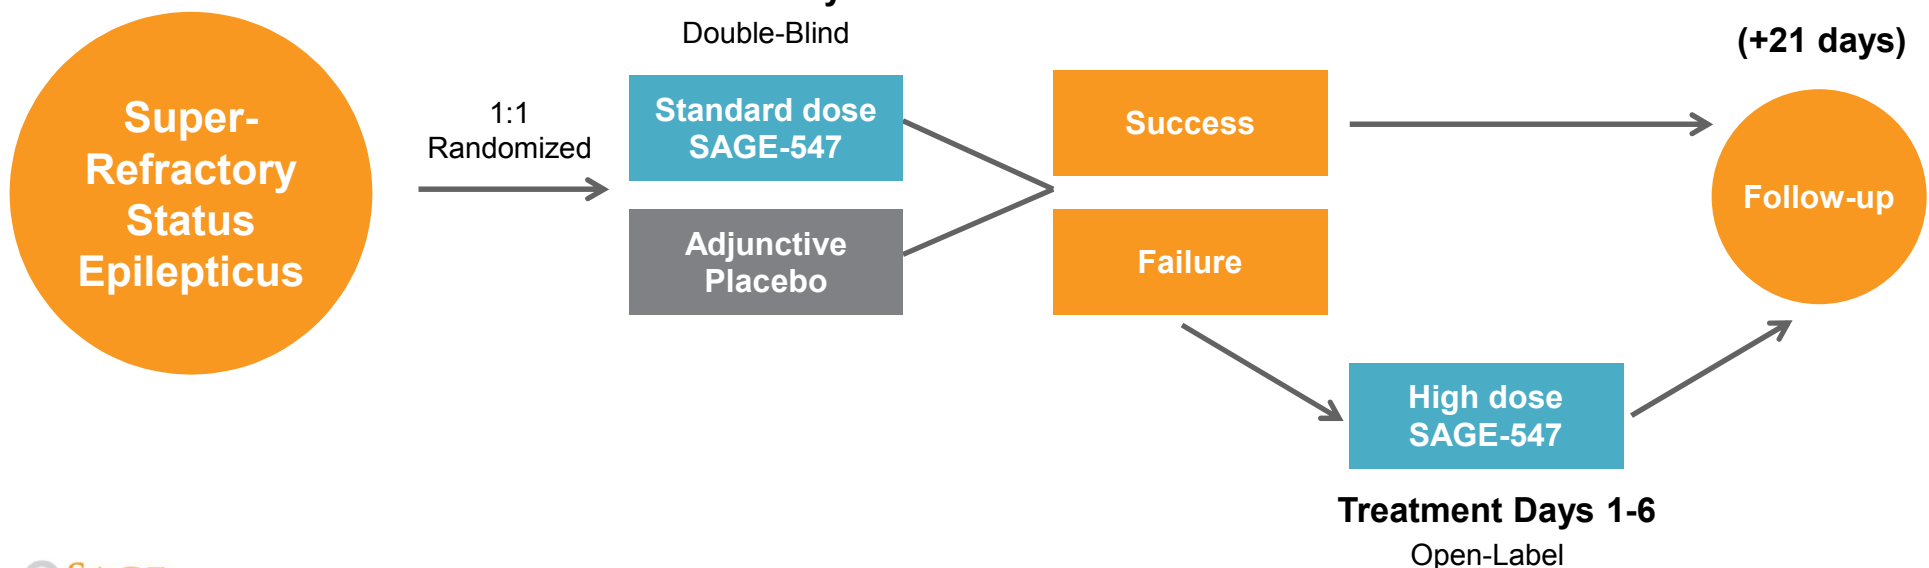 Double-Blind
(+21 days)
Super-
Refractory
Status
Epilepticus
1:1
Randomized
Standard dose
SAGE-547
Adjunctive
Placebo
Success
Failure
Follow-up
High dose
SAGE-547
Treatment Days 1-6
Open-Label